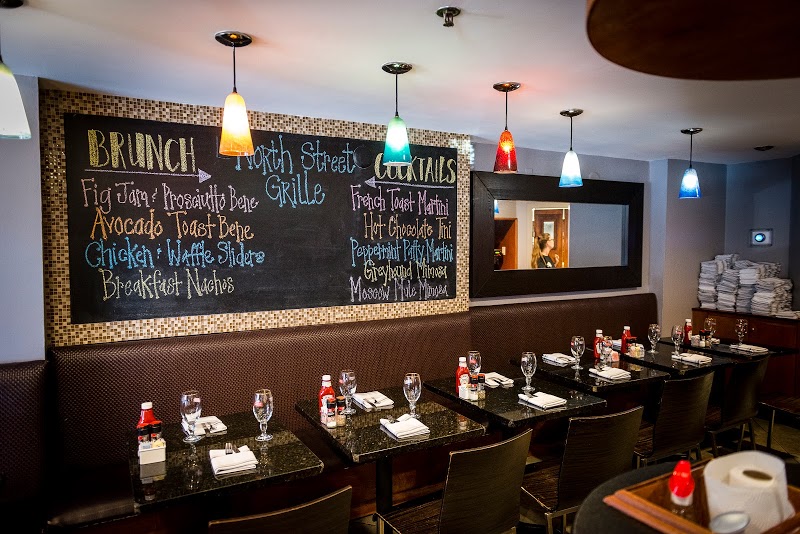 BRUNCH
Fig Jam & Prosciutto Bene
Avocado Toast Bene
Chicken & Waffle Sliders
Breakfast Nachos
North Street
Grille
COCKTAILS
French Toast Martini
Hot Chocolate Tini
Peppermint Patty Martini
Greyhound Mimosa
Moscow Mule Mimosa